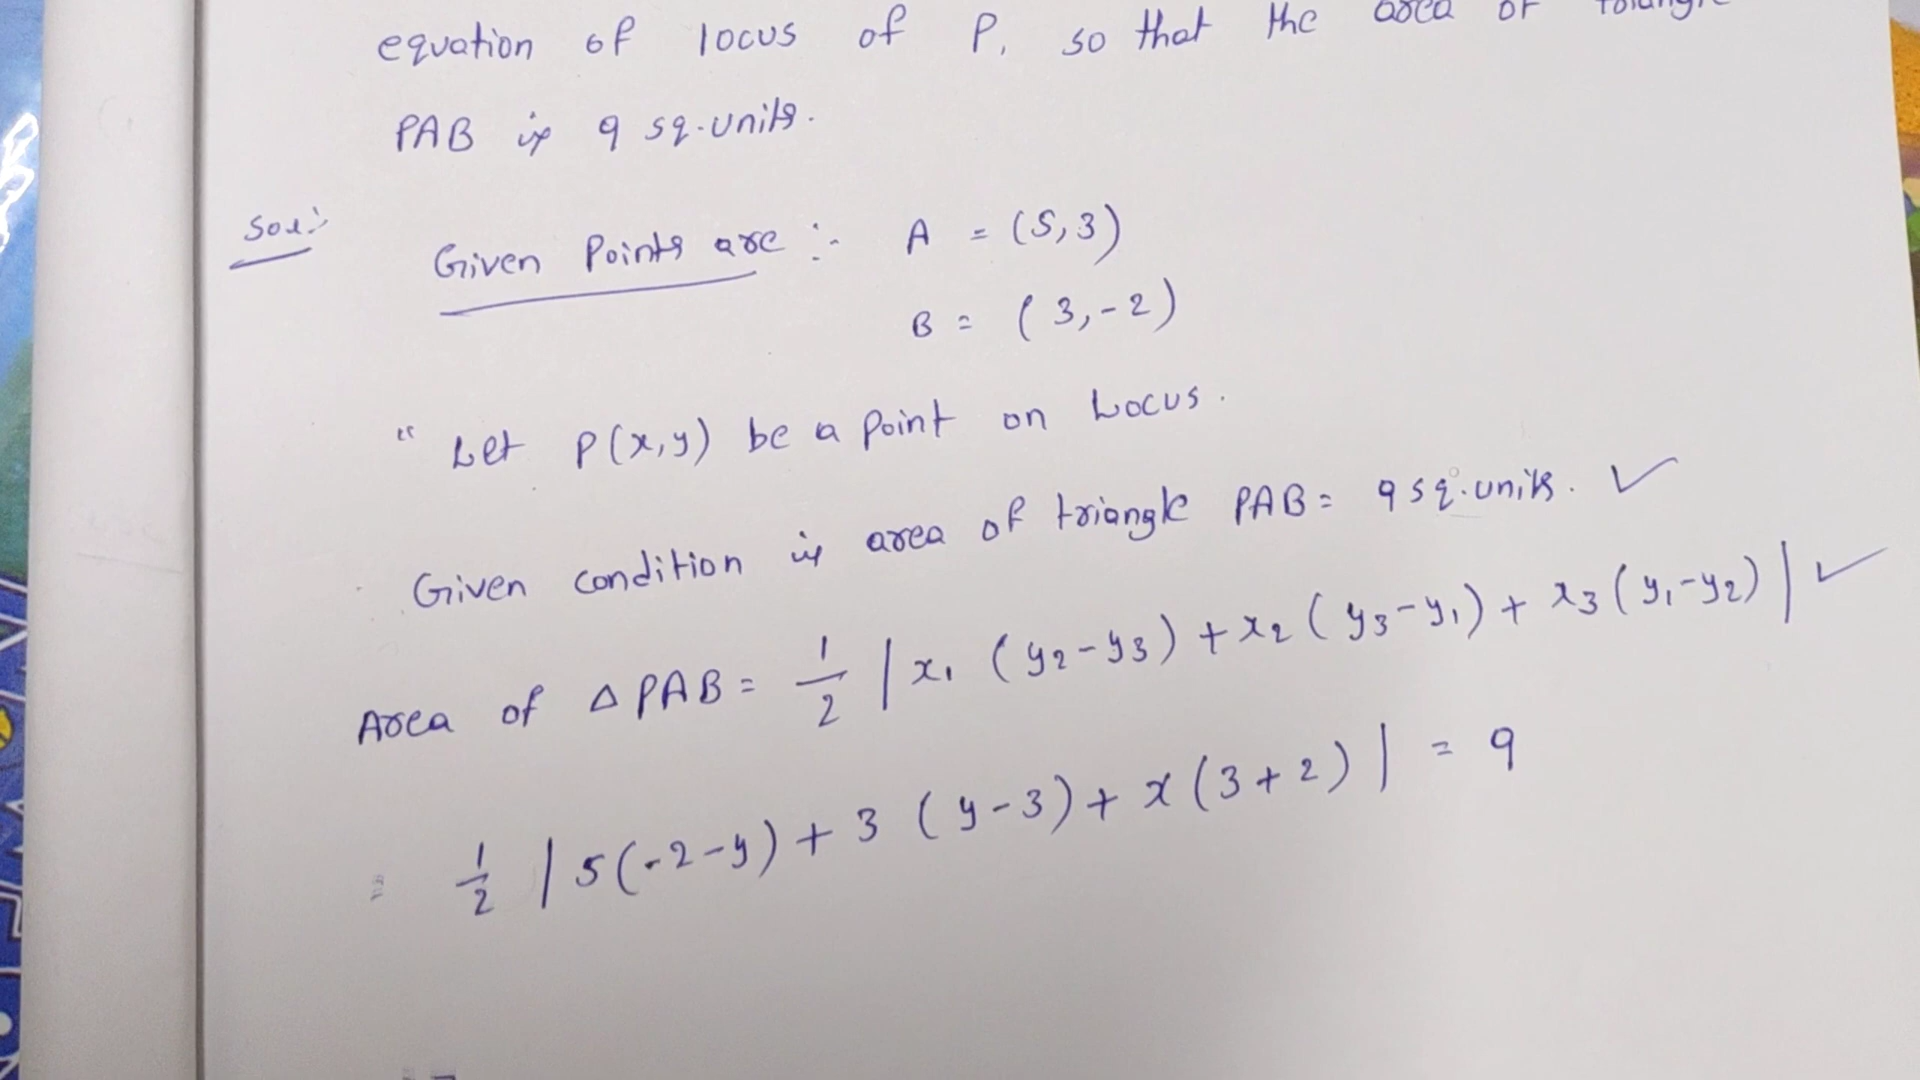 equation of locus of P, so that the area of
PAB is 9 sq.units.
Sol:-
Given Points are :- A = (5,3)
B = (3,-2)
" Let P(x,y) be a point on Locus.
Given condition is area of triangle PAB = 9 sq.units. ✓
Area of △PAB = 1/2 | x₁ (y₂-y₃) + x₂ (y₃-y₁) + x₃ (y₁-y₂) | ✓
= 1/2 | 5(-2-y) + 3 (y-3) + x (3+2) | = 9